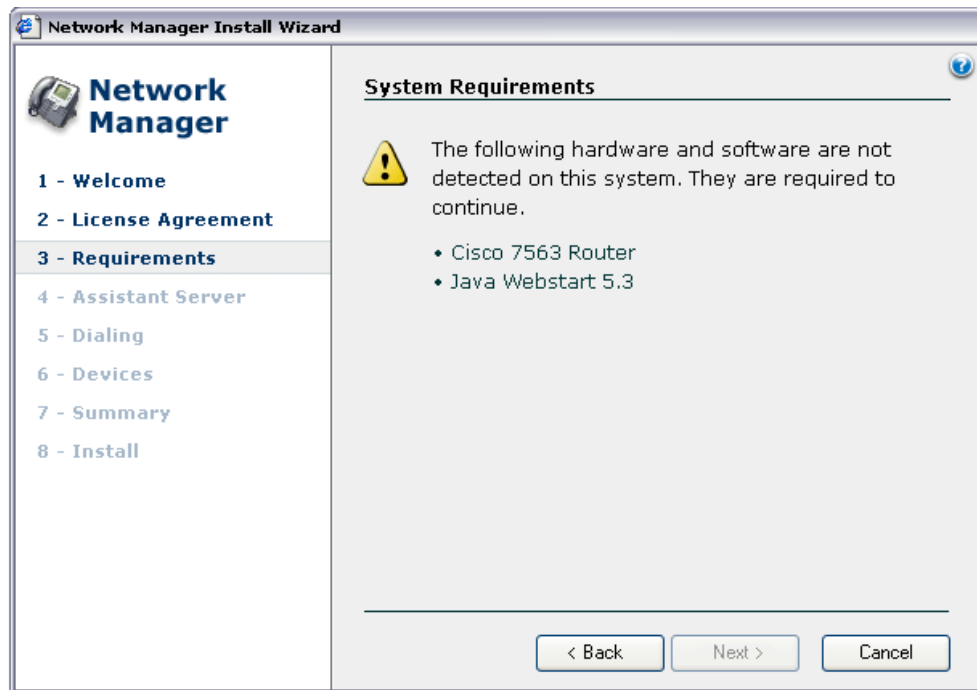 Network Manager Install Wizard
Network
Manager
1 - Welcome
2 - License Agreement
3 - Requirements
4 - Assistant Server
5 - Dialing
6 - Devices
7 - Summary
8 - Install
System Requirements
?
The following hardware and software are not
detected on this system. They are required to
continue.
• Cisco 7563 Router
• Java Webstart 5.3
< Back
Next >
Cancel